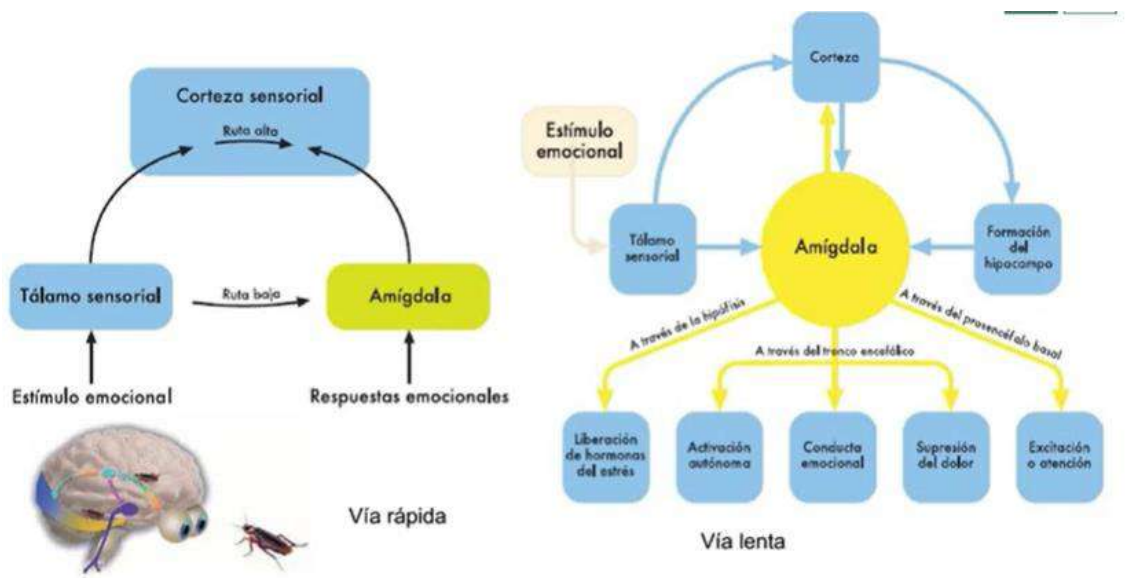 Corteza sensorial
Ruta alta
Tálamo sensorial
Ruta baja
Amígdala
Estímulo emocional
Respuestas emocionales
Vía rápida
Corteza
Estímulo
emocional
Tálamo
sensorial
Amígdala
Formación
del
hipocampo
A través de la hipófisis
A través del tronco encefálico
A través del prosencéfalo basal
Liberación
de hormonas
del estrés
Activación
autónoma
Conducta
emocional
Supresión
del dolor
Excitación
o atención
Vía lenta